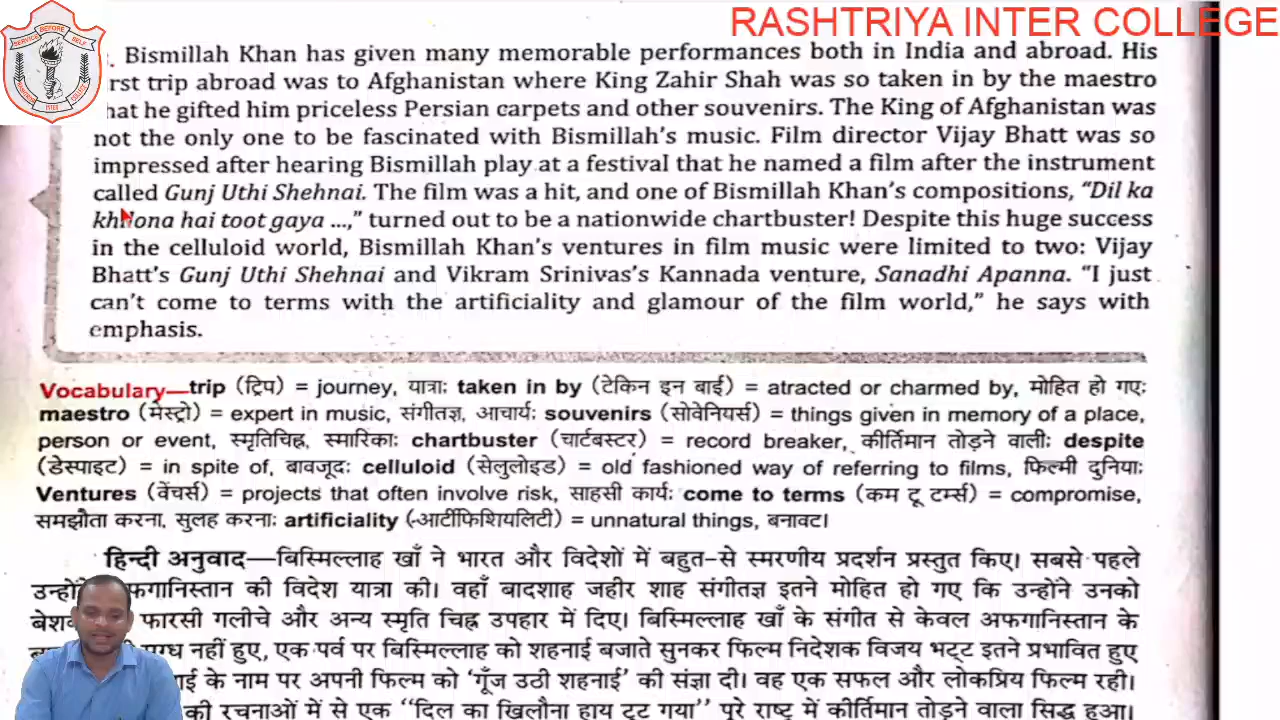 RASHTRIYA INTER COLLEGE
SERVICE BEFORE SELF
Bismillah Khan has given many memorable performances both in India and abroad. His
rst trip abroad was to Afghanistan where King Zahir Shah was so taken in by the maestro
hat he gifted him priceless Persian carpets and other souvenirs. The King of Afghanistan was
not the only one to be fascinated with Bismillah's music. Film director Vijay Bhatt was so
impressed after hearing Bismillah play at a festival that he named a film after the instrument
called Gunj Uthi Shehnai. The film was a hit, and one of Bismillah Khan's compositions, “Dil ka
khilona hai toot gaya ...,” turned out to be a nationwide chartbuster! Despite this huge success
in the celluloid world, Bismillah Khan's ventures in film music were limited to two: Vijay
Bhatt's Gunj Uthi Shehnai and Vikram Srinivas's Kannada venture, Sanadhi Apanna. “I just
can't come to terms with the artificiality and glamour of the film world,” he says with
emphasis.
Vocabulary—trip (ट्रिप) = journey, यात्राः taken in by (टेकिन इन बाई) = atracted or charmed by, मोहित हो गएः
maestro (मेस्ट्रो) = expert in music, संगीतज्ञ, आचार्यः souvenirs (सोवेनियर्स) = things given in memory of a place,
person or event, स्मृतिचिह्न, स्मारिकाः chartbuster (चार्टबस्टर) = record breaker, कीर्तिमान तोड़ने वालीः despite
(डेस्पाइट) = in spite of, बावजूदः celluloid (सेलुलोइड) = old fashioned way of referring to films, फिल्मी दुनियाः
Ventures (वेंचर्स) = projects that often involve risk, साहसी कार्यः come to terms (कम टू टर्म्स) = compromise,
समझौता करना, सुलह करनाः artificiality (आर्टीफिशियलिटी) = unnatural things, बनावट।
हिन्दी अनुवाद—बिस्मिल्लाह खाँ ने भारत और विदेशों में बहुत-से स्मरणीय प्रदर्शन प्रस्तुत किए। सबसे पहले
उन्होंने फगानिस्तान की विदेश यात्रा की। वहाँ बादशाह जहीर शाह संगीतज्ञ इतने मोहित हो गए कि उन्होंने उनको
बेश फारसी गलीचे और अन्य स्मृति चिह्न उपहार में दिए। बिस्मिल्लाह खाँ के संगीत से केवल अफगानिस्तान के
मुग्ध नहीं हुए, एक पर्व पर बिस्मिल्लाह को शहनाई बजाते सुनकर फिल्म निदेशक विजय भट्ट इतने प्रभावित हुए
ई के नाम पर अपनी फिल्म को ‘गूँज उठी शहनाई’ की संज्ञा दी। वह एक सफल और लोकप्रिय फिल्म रही।
की रचनाओं में से एक “दिल का खिलौना हाय टूट गया” पूरे राष्ट्र में कीर्तिमान तोड़ने वाला सिद्ध हुआ।